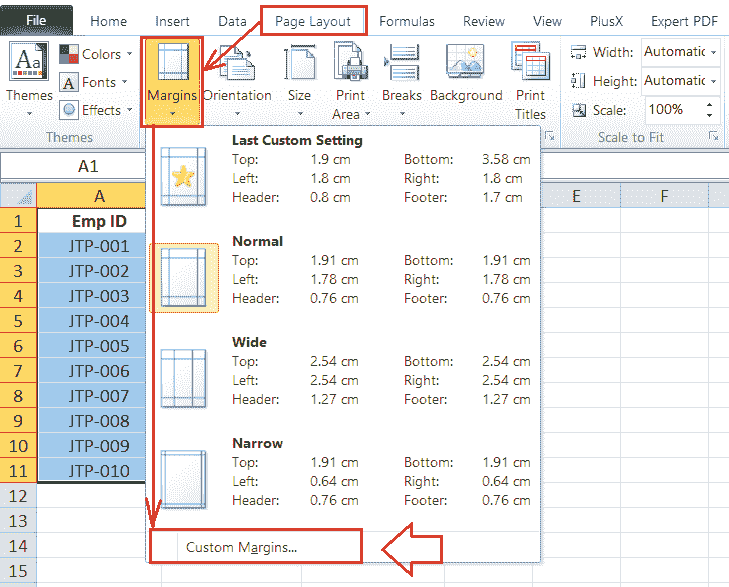 File Home Insert Data Page Layout Formulas Review View PlusX Expert PDF
Aa Colors Width: Automatic
A Fonts Height: Automatic
Themes Margins Orientation Size Print Area Breaks Background Print Titles
Effects Scale: 100%
Themes Scale to Fit
A1
Last Custom Setting
Top: 1.9 cm Bottom: 3.58 cm
Left: 1.8 cm Right: 1.8 cm
Header: 0.8 cm Footer: 1.7 cm
Normal
Top: 1.91 cm Bottom: 1.91 cm
Left: 1.78 cm Right: 1.78 cm
Header: 0.76 cm Footer: 0.76 cm
Wide
Top: 2.54 cm Bottom: 2.54 cm
Left: 2.54 cm Right: 2.54 cm
Header: 1.27 cm Footer: 1.27 cm
Narrow
Top: 1.91 cm Bottom: 1.91 cm
Left: 0.64 cm Right: 0.64 cm
Header: 0.76 cm Footer: 0.76 cm
Custom Margins...
A E F
1 Emp ID
2 JTP-001
3 JTP-002
4 JTP-003
5 JTP-004
6 JTP-005
7 JTP-006
8 JTP-007
9 JTP-008
10 JTP-009
11 JTP-010
12
13
14
15